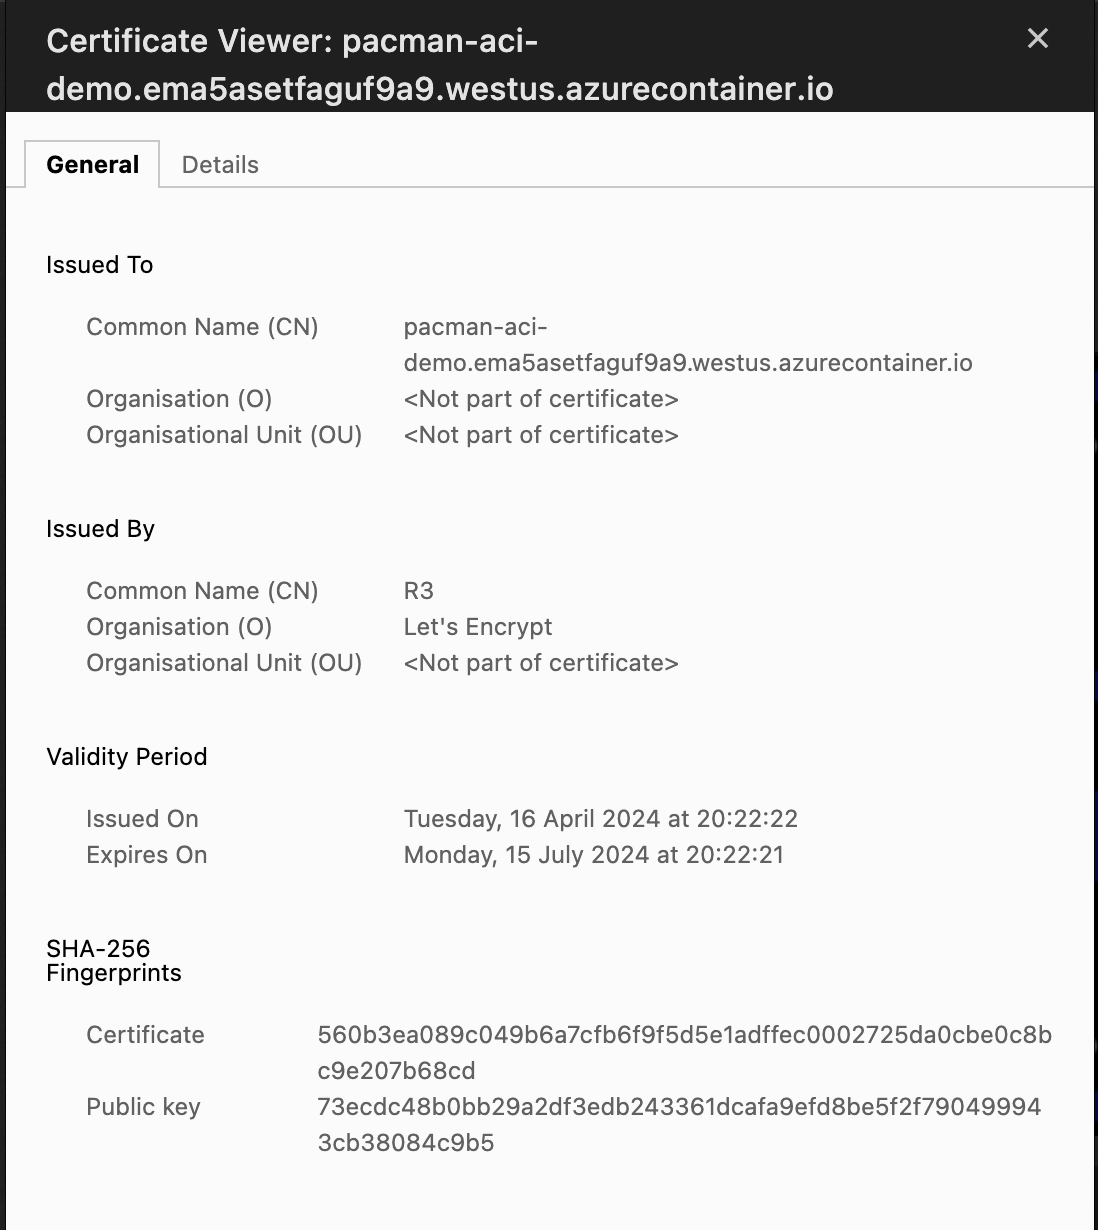 Certificate Viewer: pacman-aci-
demo.ema5asetfaguf9a9.westus.azurecontainer.io
General Details
Issued To
Common Name (CN) pacman-aci-
demo.ema5asetfaguf9a9.westus.azurecontainer.io
Organisation (O) <Not part of certificate>
Organisational Unit (OU) <Not part of certificate>
Issued By
Common Name (CN) R3
Organisation (O) Let's Encrypt
Organisational Unit (OU) <Not part of certificate>
Validity Period
Issued On Tuesday, 16 April 2024 at 20:22:22
Expires On Monday, 15 July 2024 at 20:22:21
SHA-256
Fingerprints
Certificate 560b3ea089c049b6a7cfb6f9f5d5e1adffec0002725da0cbe0c8b
c9e207b68cd
Public key 73ecdc48b0bb29a2df3edb243361dcafa9efd8be5f2f79049994
3cb38084c9b5